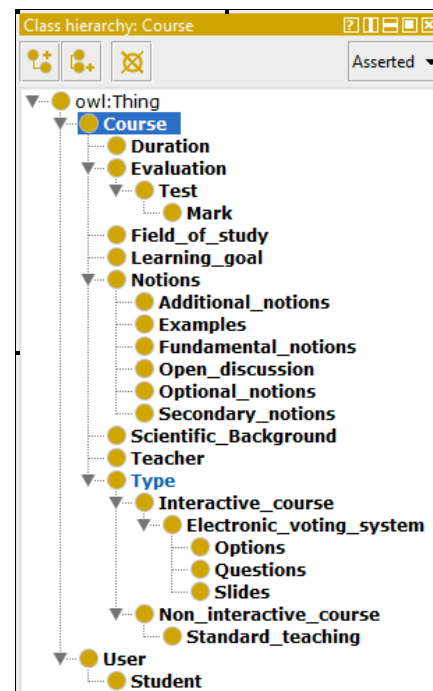 Class hierarchy: Course
Asserted
owl:Thing
Course
Duration
Evaluation
Test
Mark
Field_of_study
Learning_goal
Notions
Additional_notions
Examples
Fundamental_notions
Open_discussion
Optional_notions
Secondary_notions
Scientific_Background
Teacher
Type
Interactive_course
Electronic_voting_system
Options
Questions
Slides
Non_interactive_course
Standard_teaching
User
Student